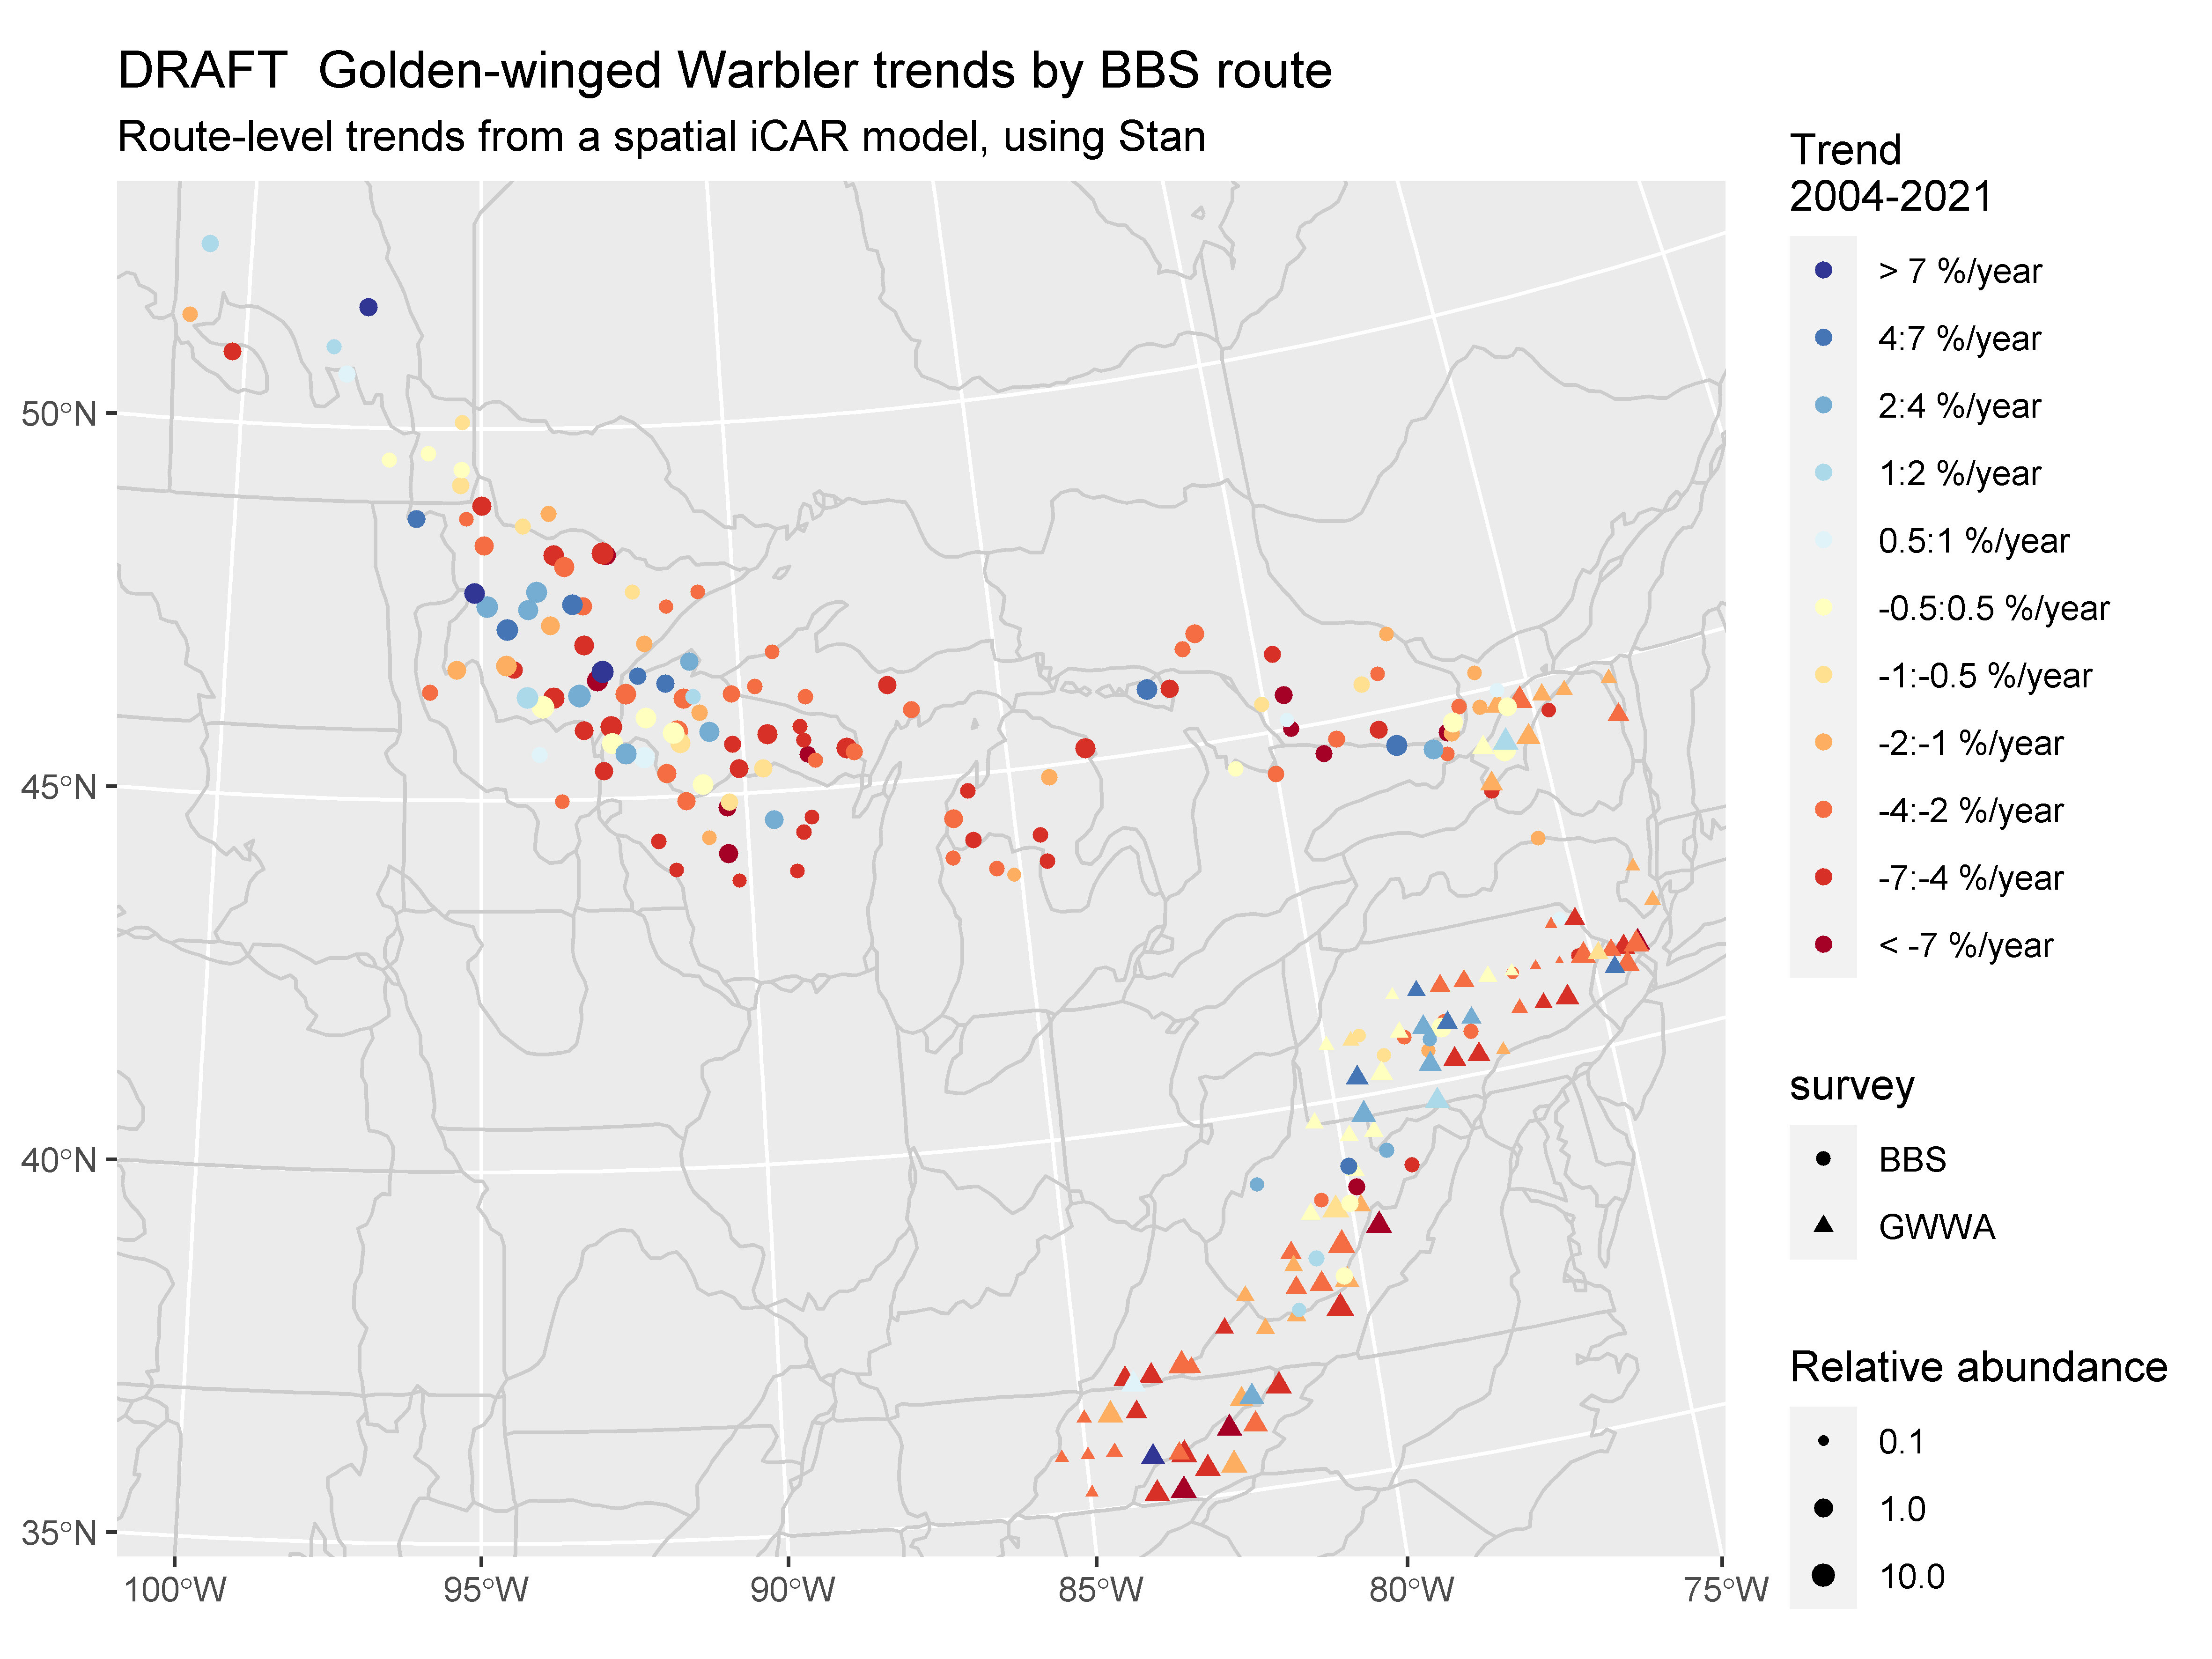 DRAFT  Golden-winged Warbler trends by BBS route
Route-level trends from a spatial iCAR model, using Stan
Trend
2004-2021
> 7 %/year
4:7 %/year
2:4 %/year
1:2 %/year
0.5:1 %/year
-0.5:0.5 %/year
-1:-0.5 %/year
-2:-1 %/year
-4:-2 %/year
-7:-4 %/year
< -7 %/year
survey
BBS
GWWA
Relative abundance
0.1
1.0
10.0
50°N
45°N
40°N
35°N
100°W
95°W
90°W
85°W
80°W
75°W